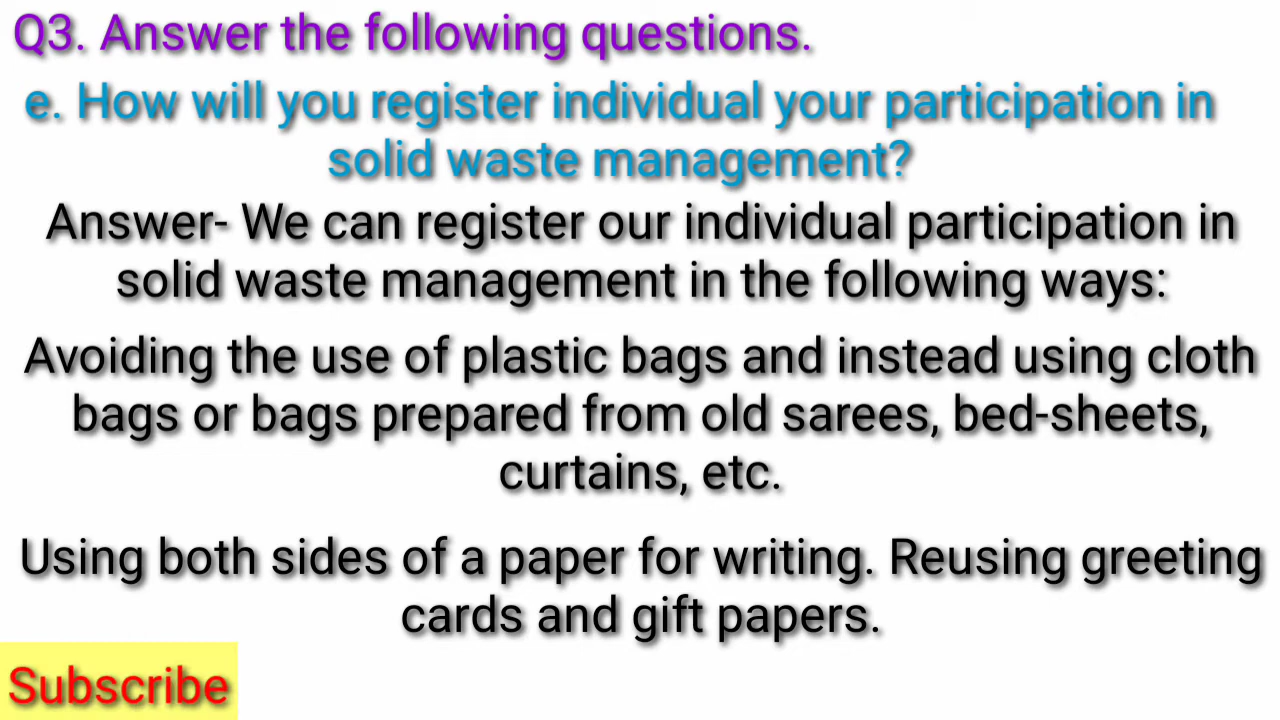 Q3. Answer the following questions.
e. How will you register individual your participation in
solid waste management?
Answer- We can register our individual participation in
solid waste management in the following ways:
Avoiding the use of plastic bags and instead using cloth
bags or bags prepared from old sarees, bed-sheets,
curtains, etc.
Using both sides of a paper for writing. Reusing greeting
cards and gift papers.
Subscribe